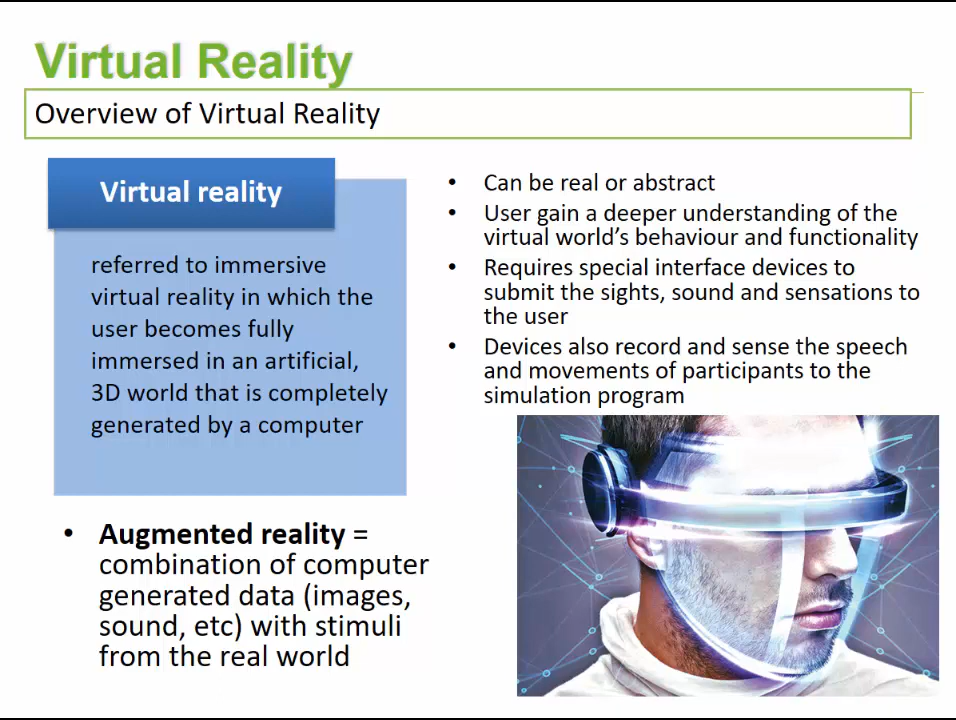 Virtual Reality
Overview of Virtual Reality
Virtual reality
referred to immersive
virtual reality in which the
user becomes fully
immersed in an artificial,
3D world that is completely
generated by a computer
• Augmented reality =
combination of computer
generated data (images,
sound, etc) with stimuli
from the real world
• Can be real or abstract
• User gain a deeper understanding of the
virtual world's behaviour and functionality
• Requires special interface devices to
submit the sights, sound and sensations to
the user
• Devices also record and sense the speech
and movements of participants to the
simulation program